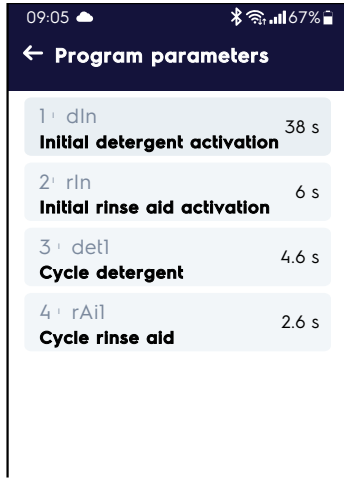 09:05 67%
← Program parameters
1 dIn
Initial detergent activation
38 s
2 rIn
Initial rinse aid activation
6 s
3 det1
Cycle detergent
4.6 s
4 rAi1
Cycle rinse aid
2.6 s